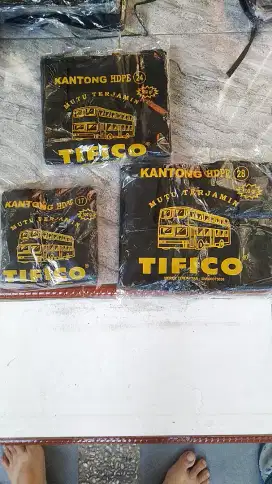 KANTONG HDPE 24
MUTU TERJAMIN
TIFICO
KANTONG HDPE 28
MUTU TERJAMIN
TIFICO
KANTONG HDPE 17
MUTU TERJAMIN
TIFICO